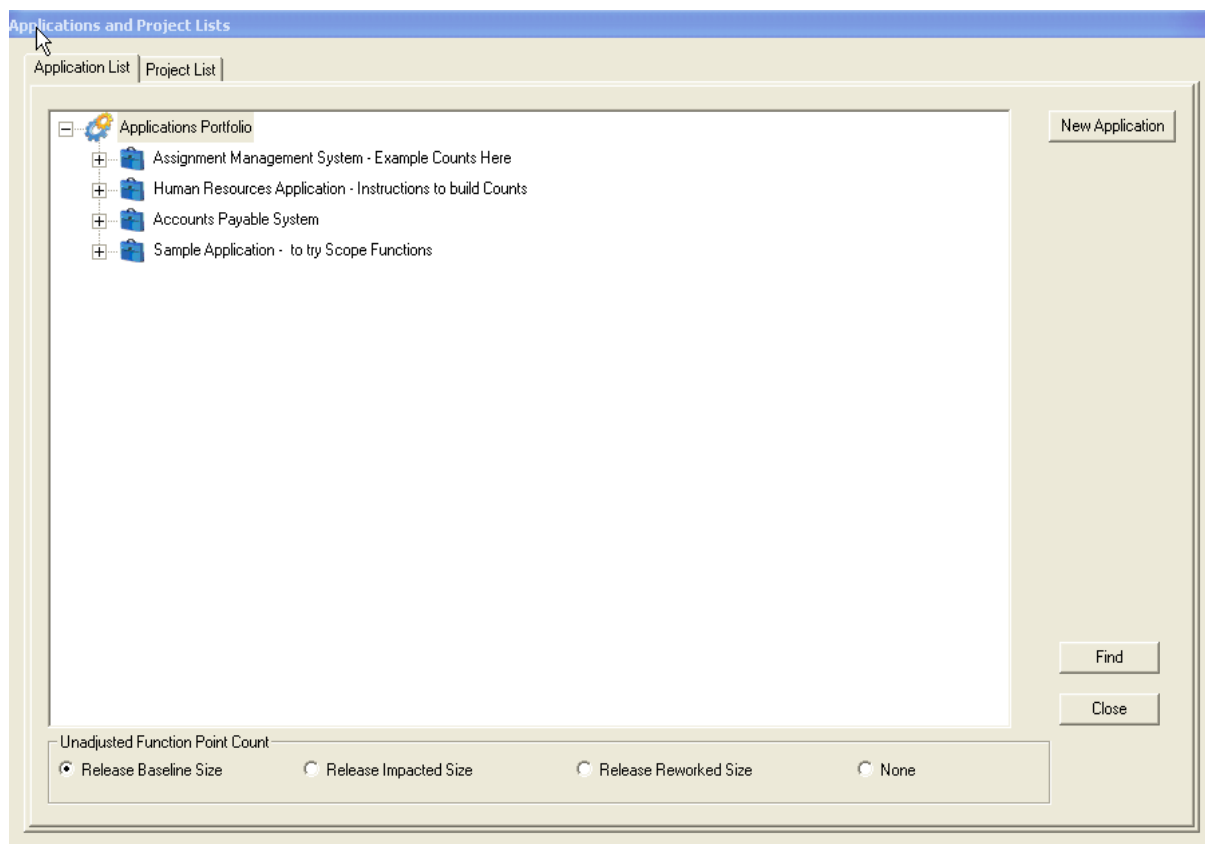 Applications and Project Lists
Application List Project List
Applications Portfolio
New Application
Assignment Management System - Example Counts Here
Human Resources Application - Instructions to build Counts
Accounts Payable System
Sample Application - to try Scope Functions
Find
Close
Unadjusted Function Point Count
Release Baseline Size Release Impacted Size Release Reworked Size None